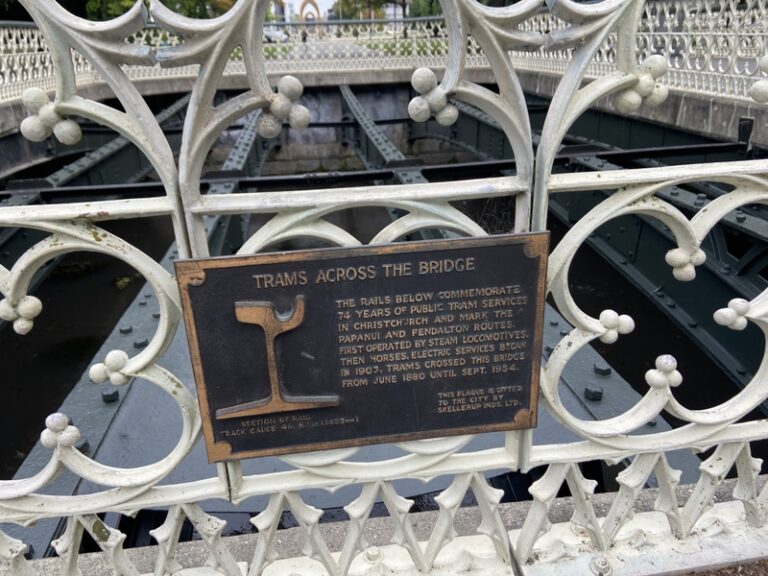 TRAMS ACROSS THE BRIDGE
THE RAILS BELOW COMMEMORATE
74 YEARS OF PUBLIC TRAM SERVICES
IN CHRISTCHURCH AND MARK THE
PAPANUI AND FENDALTON ROUTES.
FIRST OPERATED BY STEAM LOCOMOTIVES.
THEN HORSES. ELECTRIC SERVICES BEGAN
IN 1905. TRAMS CROSSED THIS BRIDGE
FROM JUNE 1880 UNTIL SEPT. 1954.
THIS PLAQUE IS GIFTED
TO THE CITY BY
SKELLERUP INDS. LTD.
SECTION OF RAIL
TRACK GAUGE